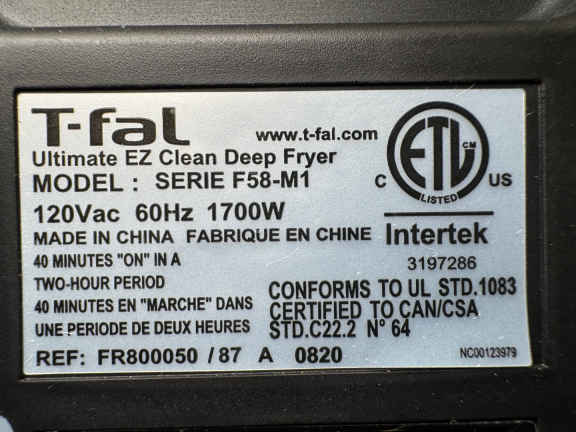 T-fal
www.t-fal.com
Ultimate EZ Clean Deep Fryer
MODEL : SERIE F58-M1
120Vac 60Hz 1700W
MADE IN CHINA FABRIQUE EN CHINE
40 MINUTES "ON" IN A
TWO-HOUR PERIOD
40 MINUTES EN "MARCHE" DANS
UNE PERIODE DE DEUX HEURES
REF: FR800050 / 87 A 0820
ETL CM
LISTED
C US
Intertek
3197286
CONFORMS TO UL STD.1083
CERTIFIED TO CAN/CSA
STD.C22.2 N° 64
NC00123979